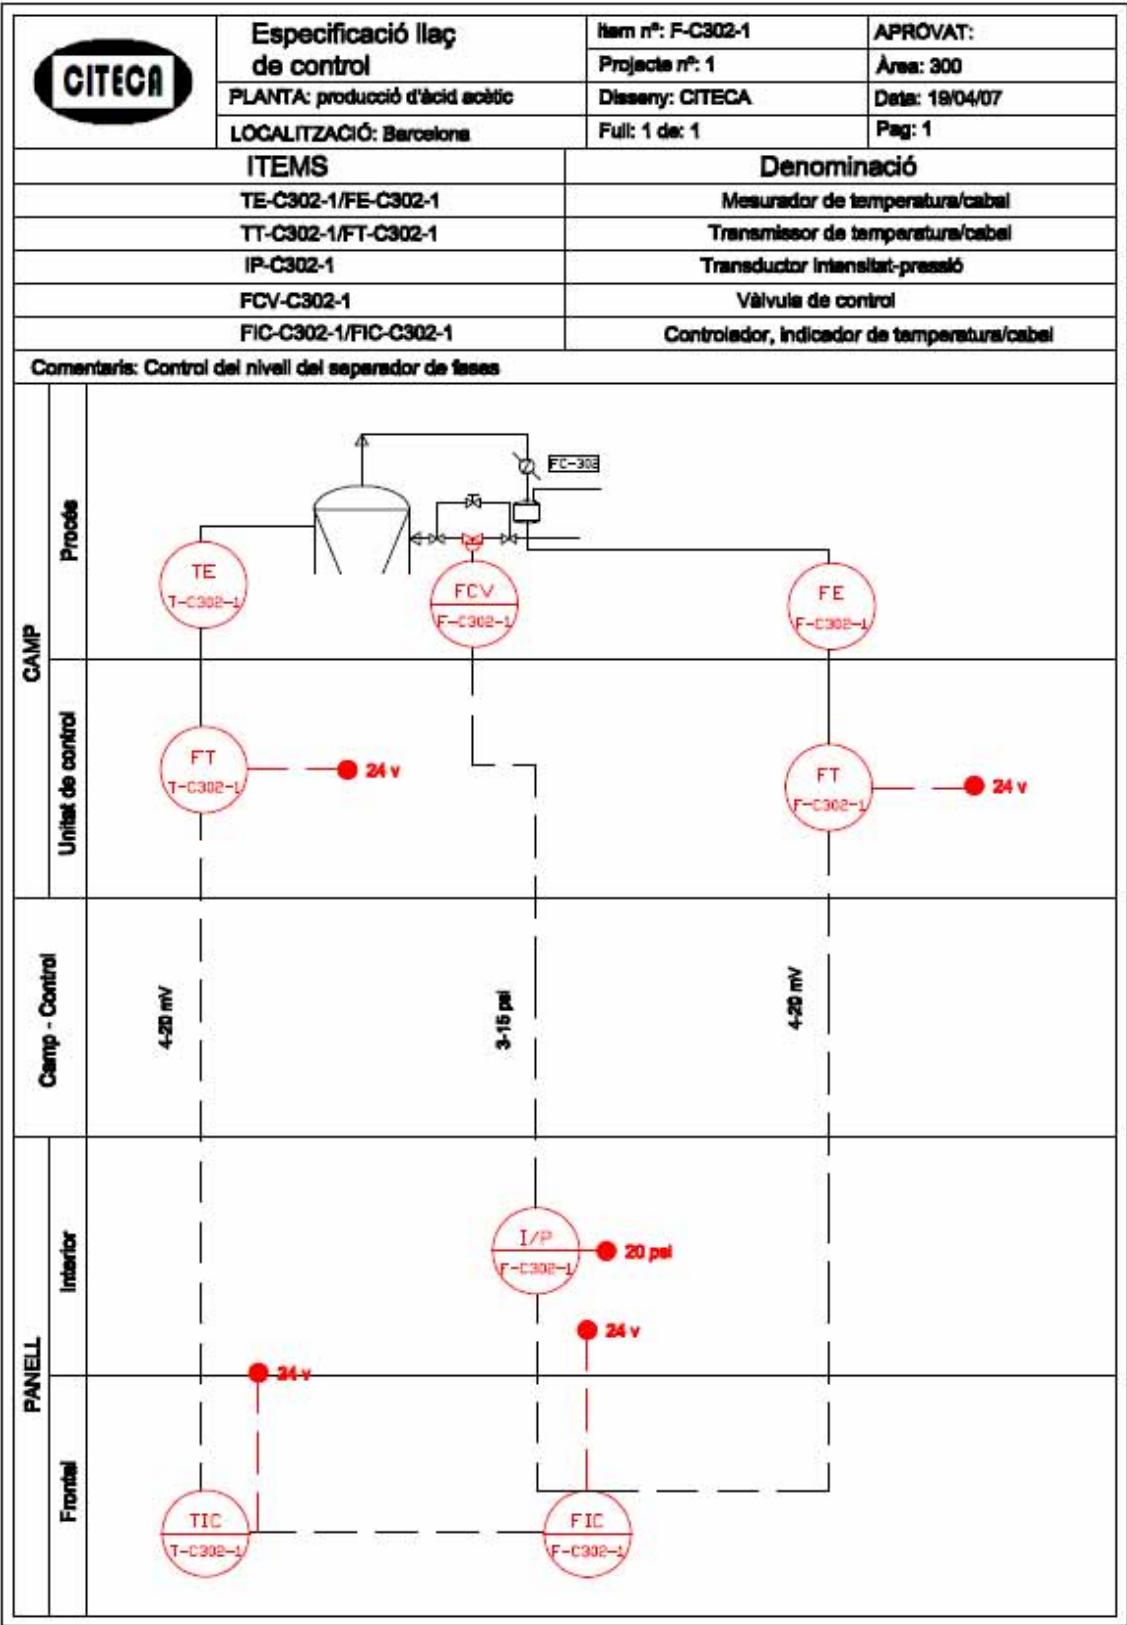 CITECA
Especificació llaç
de control
PLANTA: producció d'àcid acètic
LOCALITZACIÓ: Barcelona
Item nº: F-C302-1
Projecte nº: 1
Disseny: CITECA
Full: 1 de: 1
APROVAT:
Àrea: 300
Data: 19/04/07
Pag: 1
ITEMS
Denominació
TE-C302-1/FE-C302-1
Mesurador de temperatura/cabal
TT-C302-1/FT-C302-1
Transmissor de temperatura/cabal
IP-C302-1
Transductor intensitat-pressió
FCV-C302-1
Vàlvula de control
FIC-C302-1/FIC-C302-1
Controlador, indicador de temperatura/cabal
Comentaris: Control del nivell del separador de fases
CAMP
Procés
FC-302
TE
T-C302-1
FCV
F-C302-1
FE
F-C302-1
Unitat de control
FT
T-C302-1
24 v
FT
F-C302-1
24 v
Camp - Control
4-20 mV
3-15 psi
4-20 mV
PANELL
Interior
I/P
F-C302-1
20 psi
24 v
24 v
Frontal
TIC
T-C302-1
FIC
F-C302-1